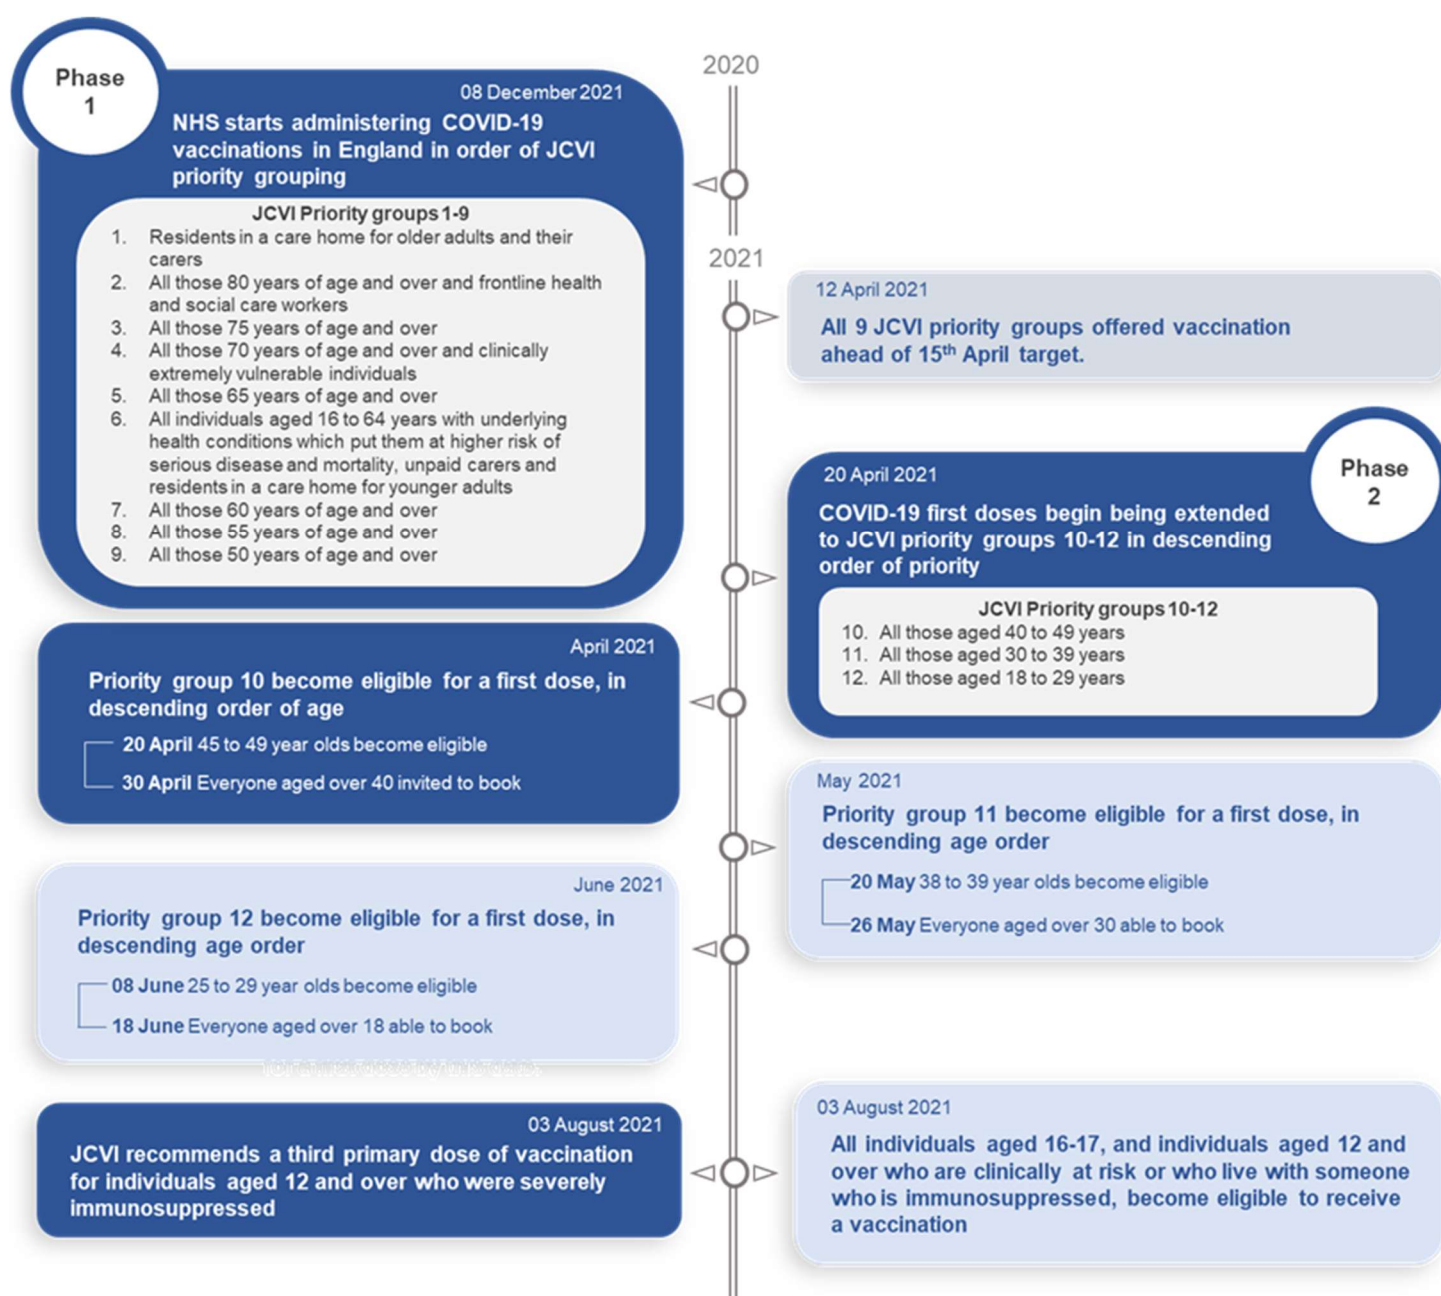 2020
Phase
1
08 December 2021
NHS starts administering COVID-19
vaccinations in England in order of JCVI
priority grouping
JCVI Priority groups 1-9
1. Residents in a care home for older adults and their
carers
2. All those 80 years of age and over and frontline health
and social care workers
3. All those 75 years of age and over
4. All those 70 years of age and over and clinically
extremely vulnerable individuals
5. All those 65 years of age and over
6. All individuals aged 16 to 64 years with underlying
health conditions which put them at higher risk of
serious disease and mortality, unpaid carers and
residents in a care home for younger adults
7. All those 60 years of age and over
8. All those 55 years of age and over
9. All those 50 years of age and over
2021
12 April 2021
All 9 JCVI priority groups offered vaccination
ahead of 15th April target.
Phase
2
20 April 2021
COVID-19 first doses begin being extended
to JCVI priority groups 10-12 in descending
order of priority
JCVI Priority groups 10-12
10. All those aged 40 to 49 years
11. All those aged 30 to 39 years
12. All those aged 18 to 29 years
April 2021
Priority group 10 become eligible for a first dose, in
descending order of age
20 April 45 to 49 year olds become eligible
30 April Everyone aged over 40 invited to book
May 2021
Priority group 11 become eligible for a first dose, in
descending age order
20 May 38 to 39 year olds become eligible
26 May Everyone aged over 30 able to book
June 2021
Priority group 12 become eligible for a first dose, in
descending age order
08 June 25 to 29 year olds become eligible
18 June Everyone aged over 18 able to book
03 August 2021
JCVI recommends a third primary dose of vaccination
for individuals aged 12 and over who were severely
immunosuppressed
03 August 2021
All individuals aged 16-17, and individuals aged 12 and
over who are clinically at risk or who live with someone
who is immunosuppressed, become eligible to receive
a vaccination